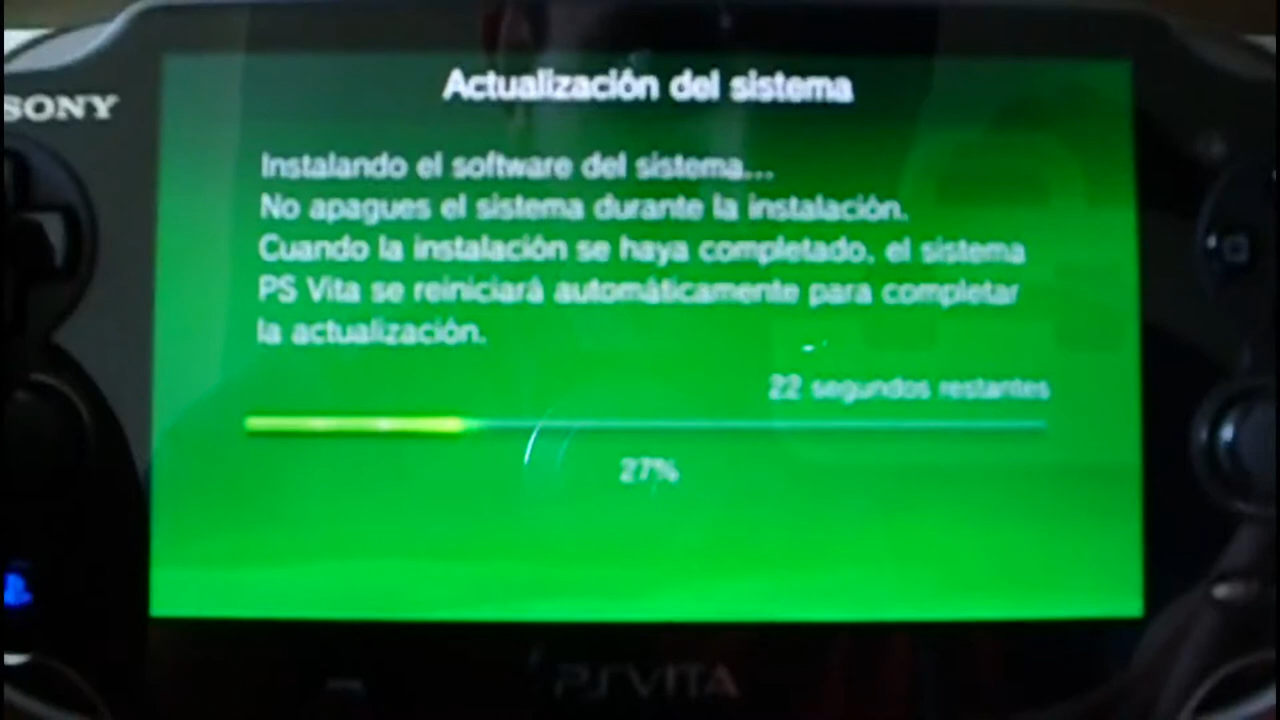 SONY
Actualización del sistema
Instalando el software del sistema...
No apagues el sistema durante la instalación.
Cuando la instalación se haya completado, el sistema
PS Vita se reiniciará automáticamente para completar
la actualización.
22 segundos restantes
27%
PSVITA